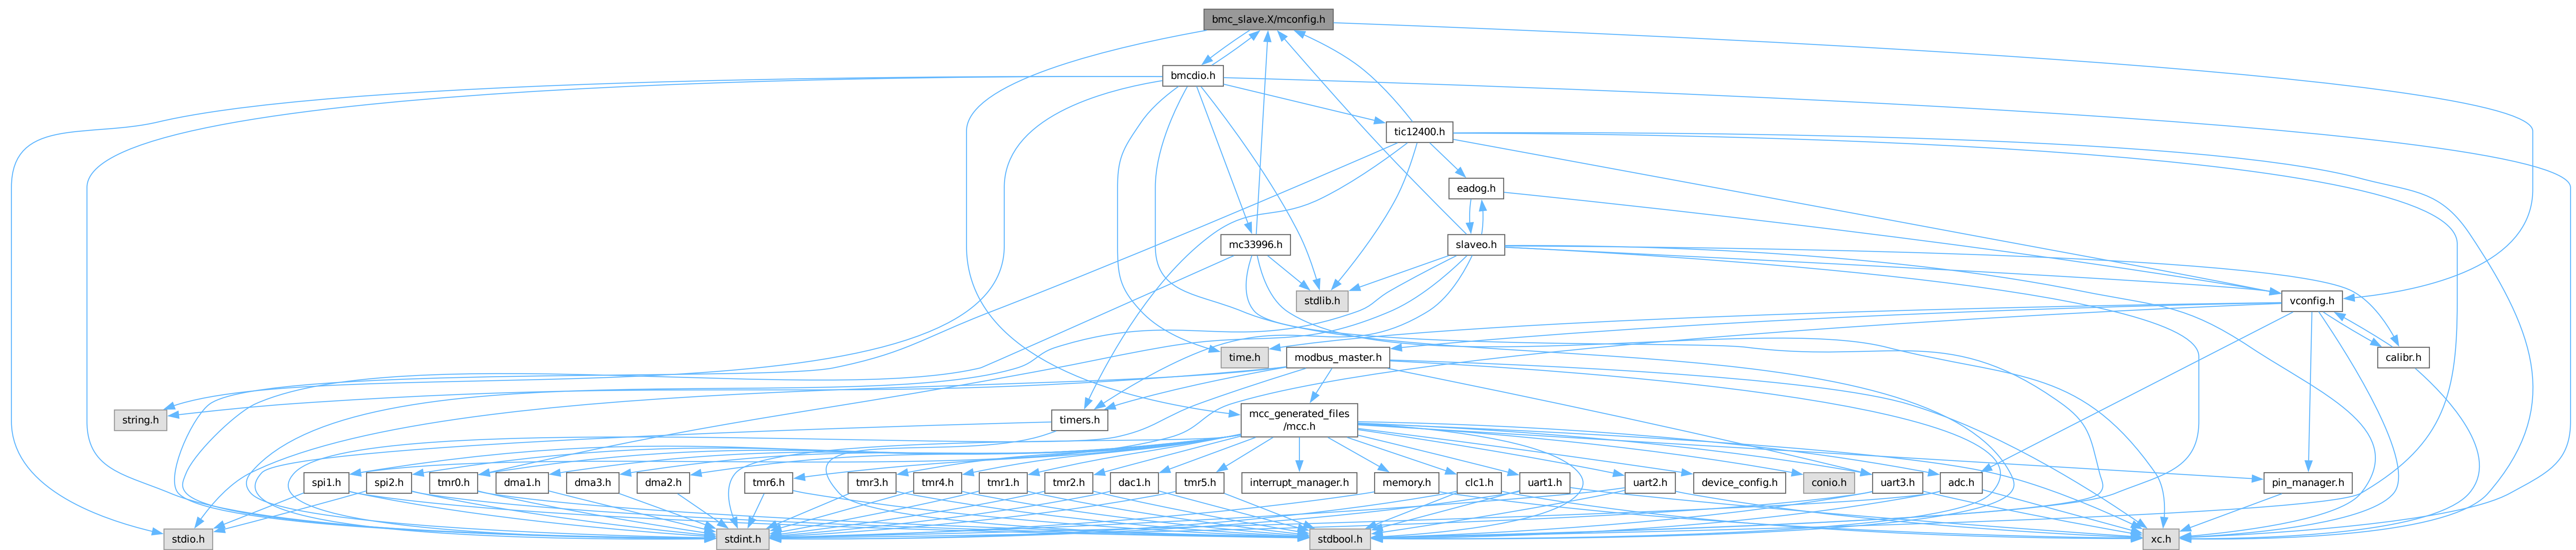 bmc_slave.X/mconfig.h
bmcdio.h
tic12400.h
eadog.h
mc33996.h
slaveo.h
stdlib.h
vconfig.h
time.h
modbus_master.h
calibr.h
string.h
timers.h
mcc_generated_files
/mcc.h
spi1.h
spi2.h
tmr0.h
dma1.h
dma3.h
dma2.h
tmr6.h
tmr3.h
tmr4.h
tmr1.h
tmr2.h
dac1.h
tmr5.h
interrupt_manager.h
memory.h
clc1.h
uart1.h
uart2.h
device_config.h
conio.h
uart3.h
adc.h
pin_manager.h
stdio.h
stdint.h
stdbool.h
xc.h